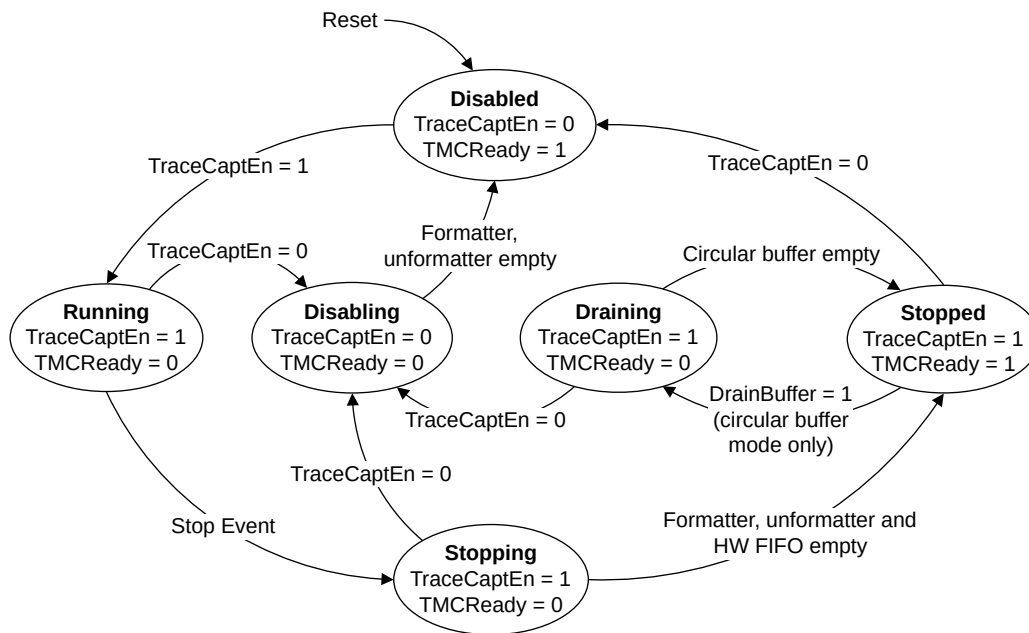 Reset
Disabled
TraceCaptEn = 0
TMCReady = 1
TraceCaptEn = 1
TraceCaptEn = 0
Formatter,
unformatter empty
TraceCaptEn = 0
Circular buffer empty
Running
TraceCaptEn = 1
TMCReady = 0
Disabling
TraceCaptEn = 0
TMCReady = 0
Draining
TraceCaptEn = 1
TMCReady = 0
Stopped
TraceCaptEn = 1
TMCReady = 1
TraceCaptEn = 0
DrainBuffer = 1
(circular buffer
mode only)
TraceCaptEn = 0
Stop Event
Formatter, unformatter and
HW FIFO empty
Stopping
TraceCaptEn = 1
TMCReady = 0